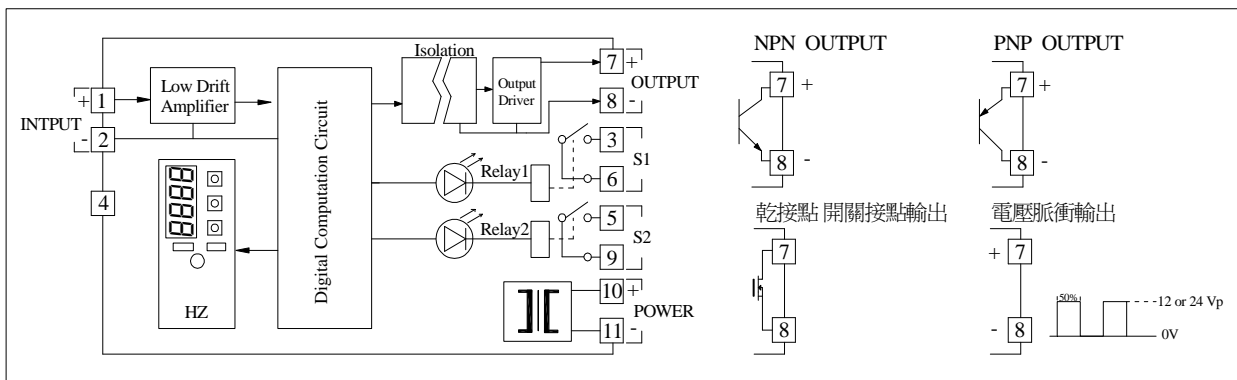 Isolation
Low Drift
Amplifier
Digital Computation Circuit
Output
Driver
INTPUT
+ 1
- 2
4
8888
HZ
7 +
OUTPUT
8 -
Relay1
3
S1
6
Relay2
5
S2
9
10 +
POWER
11 -
NPN OUTPUT
7 +
8 -
PNP OUTPUT
7 +
8 -
乾接點 開關接點輸出
7
8
電壓脈衝輸出
+ 7
- 8
50%
12 or 24 Vp
0V